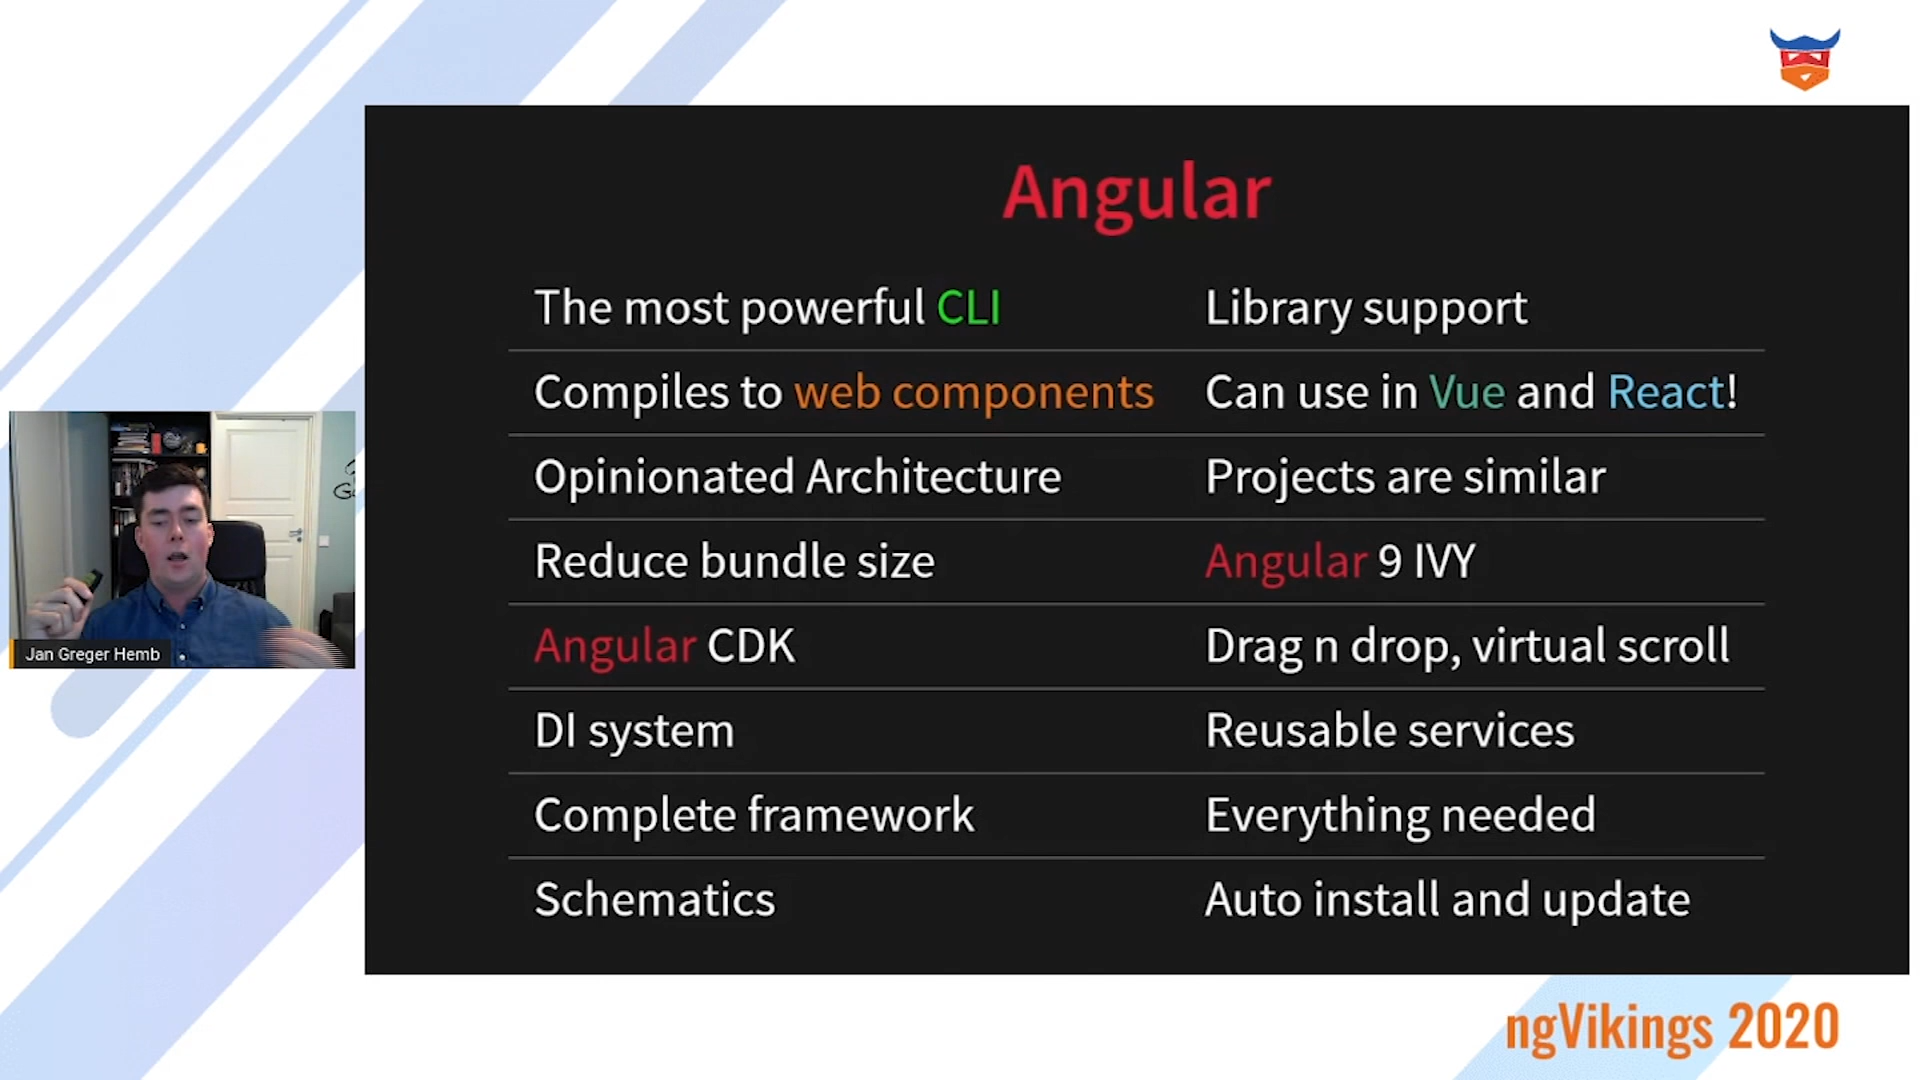 Angular
The most powerful CLI
Library support
Compiles to web components
Can use in Vue and React!
Opinionated Architecture
Projects are similar
Reduce bundle size
Angular 9 IVY
Angular CDK
Drag n drop, virtual scroll
DI system
Reusable services
Complete framework
Everything needed
Schematics
Auto install and update
Jan Greger Hemb
ngVikings 2020